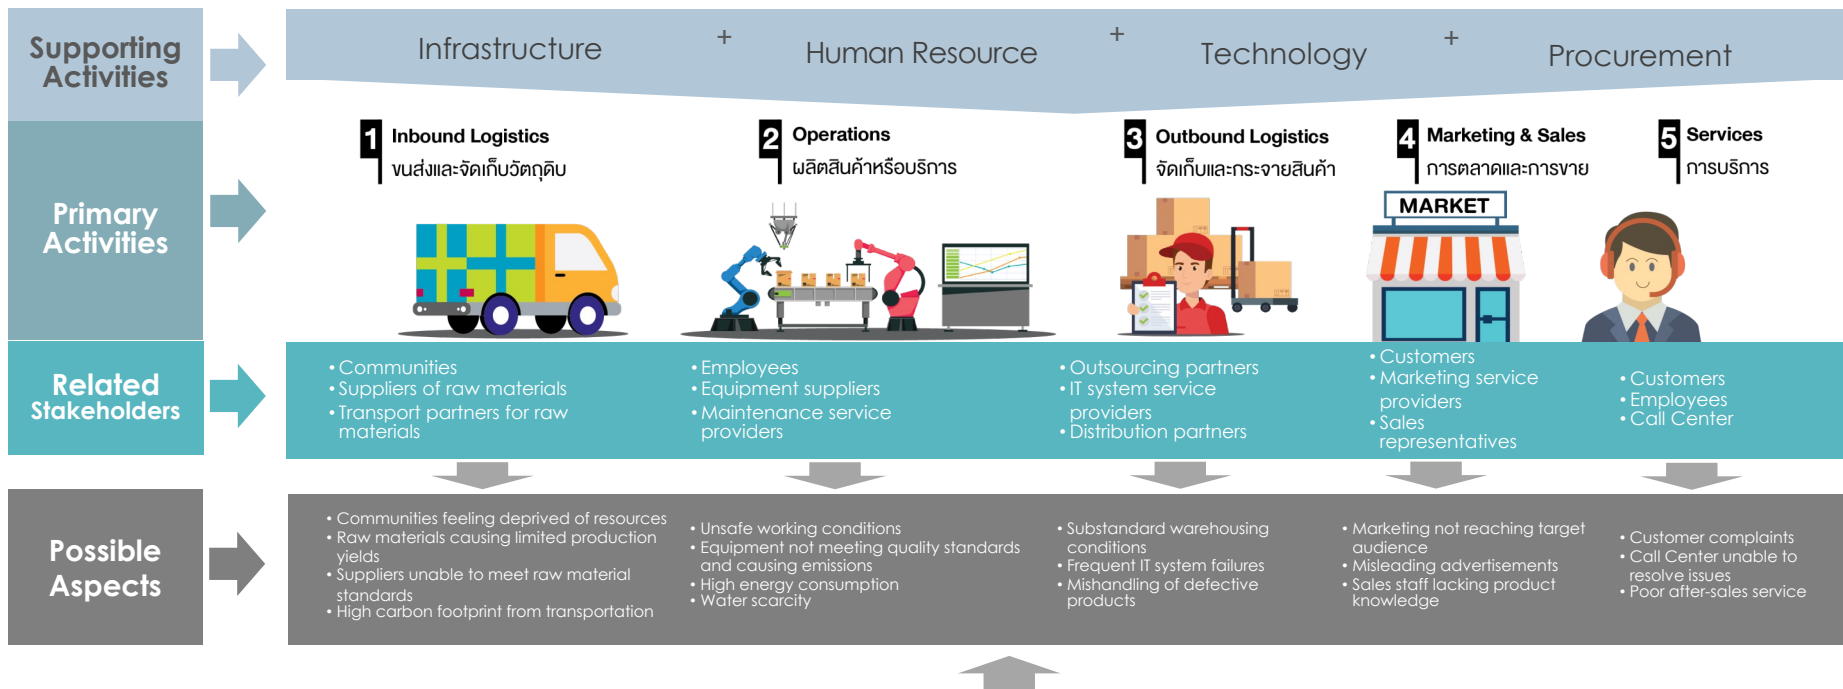 Supporting
Activities
Infrastructure
+
Human Resource
+
Technology
+
Procurement
Primary
Activities
1 Inbound Logistics
ขนส่งและจัดเก็บวัตถุดิบ
2 Operations
ผลิตสินค้าหรือบริการ
3 Outbound Logistics
จัดเก็บและกระจายสินค้า
4 Marketing & Sales
การตลาดและการขาย
5 Services
การบริการ
MARKET
Related
Stakeholders
• Communities
• Suppliers of raw materials
• Transport partners for raw
materials
• Employees
• Equipment suppliers
• Maintenance service
providers
• Outsourcing partners
• IT system service
providers
• Distribution partners
• Customers
• Marketing service
providers
• Sales
representatives
• Customers
• Employees
• Call Center
Possible
Aspects
• Communities feeling deprived of resources
• Raw materials causing limited production
yields
• Suppliers unable to meet raw material
standards
• High carbon footprint from transportation
• Unsafe working conditions
• Equipment not meeting quality standards
and causing emissions
• High energy consumption
• Water scarcity
• Substandard warehousing
conditions
• Frequent IT system failures
• Mishandling of defective
products
• Marketing not reaching target
audience
• Misleading advertisements
• Sales staff lacking product
knowledge
• Customer complaints
• Call Center unable to
resolve issues
• Poor after-sales service